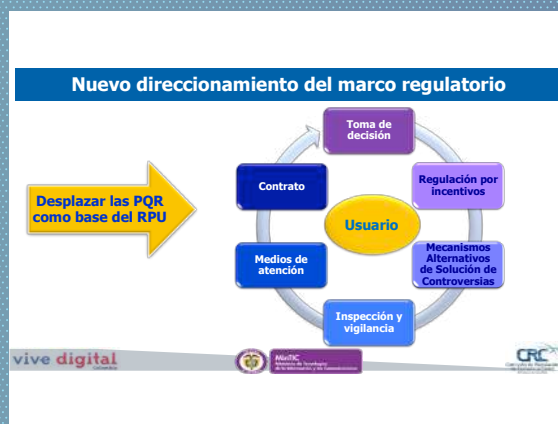 Nuevo direccionamiento del marco regulatorio
Desplazar las PQR
como base del RPU
Toma de
decisión
Regulación por
incentivos
Mecanismos
Alternativos
de Solución de
Controversias
Inspección y
vigilancia
Medios de
atención
Contrato
Usuario
vive digital
Colombia
MinTIC
CRC